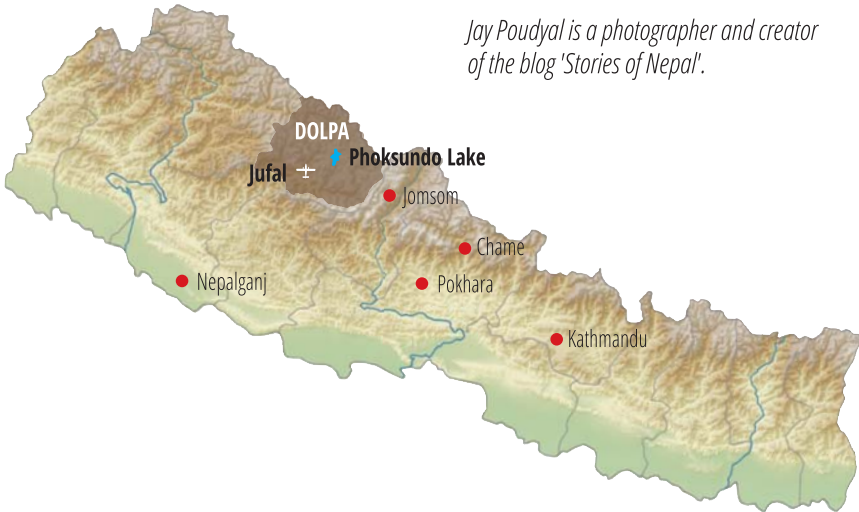 Jay Poudyal is a photographer and creator
of the blog 'Stories of Nepal'.
DOLPA
Phoksundo Lake
Jufal
Jomsom
Chame
Nepalganj
Pokhara
Kathmandu